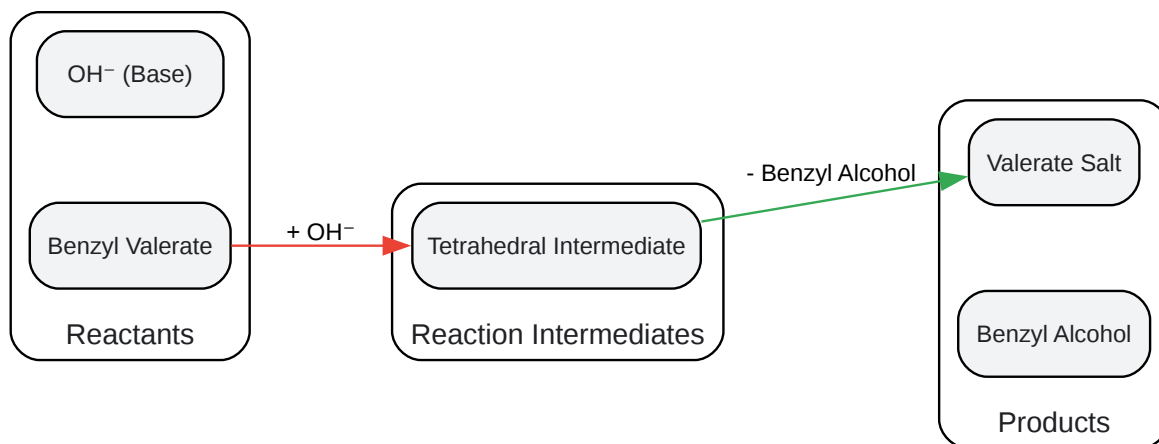 OH⁻ (Base)
Benzyl Valerate
Reactants
+ OH⁻
Tetrahedral Intermediate
Reaction Intermediates
- Benzyl Alcohol
Valerate Salt
Benzyl Alcohol
Products